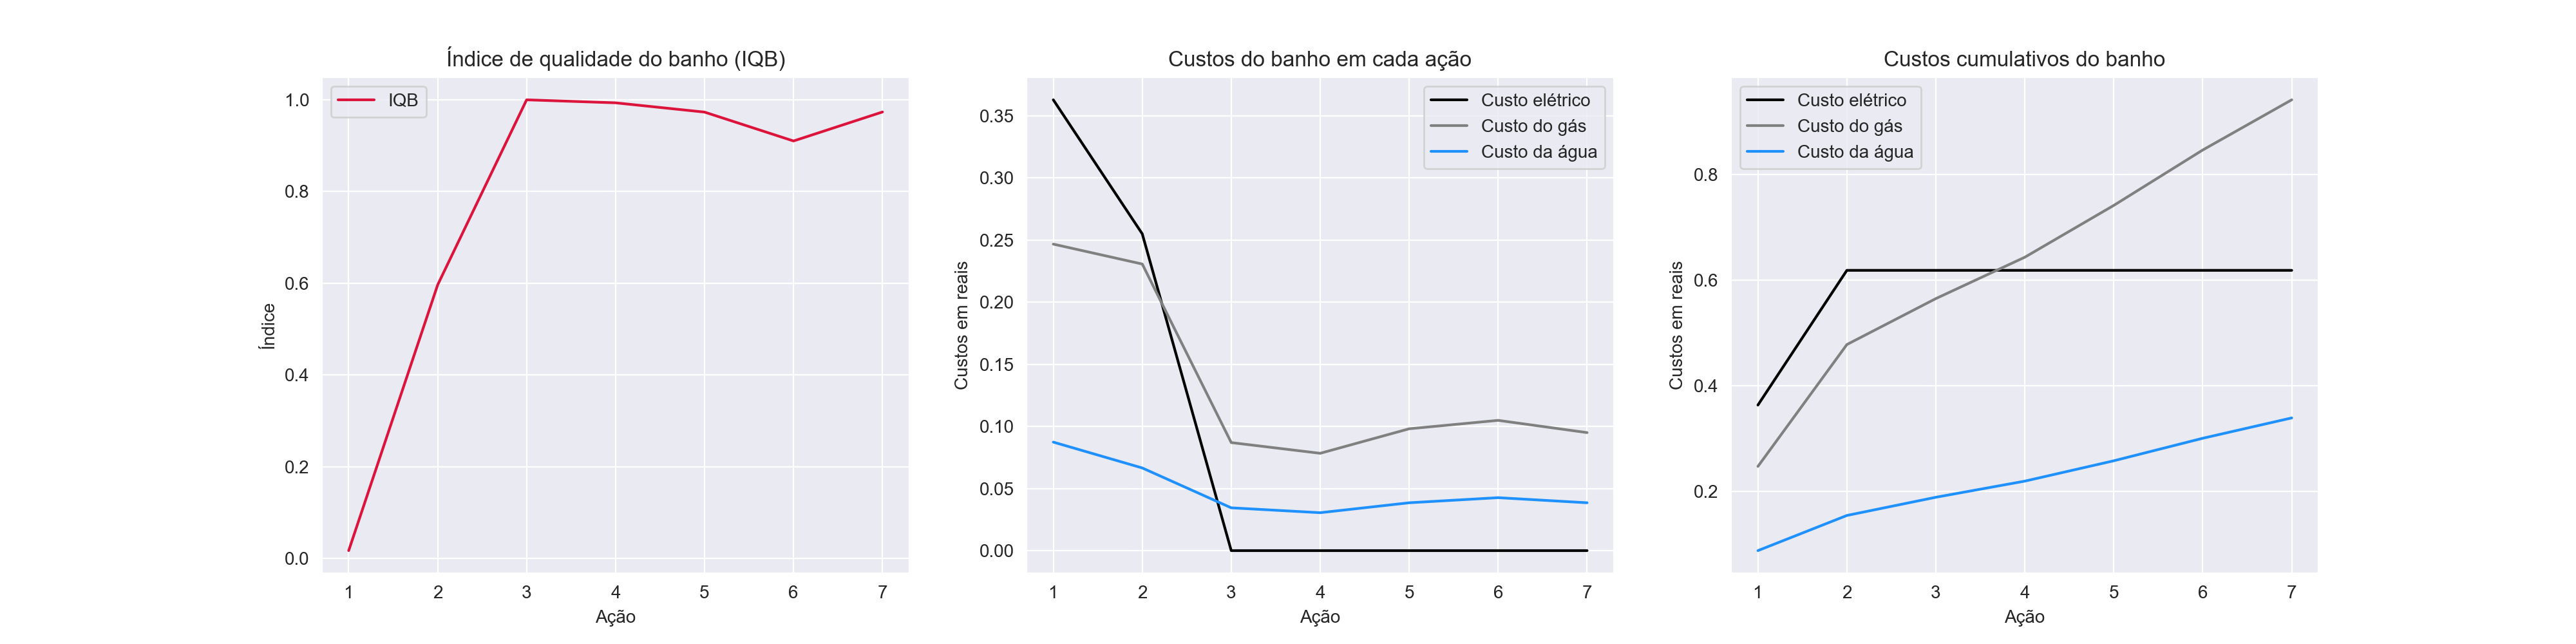 Índice de qualidade do banho (IQB)
IQB
1.0
0.8
0.6
0.4
0.2
0.0
Índice
1 2 3 4 5 6 7
Ação
Custos do banho em cada ação
Custo elétrico
Custo do gás
Custo da água
0.35
0.30
0.25
0.20
0.15
0.10
0.05
0.00
Custos em reais
1 2 3 4 5 6 7
Ação
Custos cumulativos do banho
Custo elétrico
Custo do gás
Custo da água
0.8
0.6
0.4
0.2
Custos em reais
1 2 3 4 5 6 7
Ação